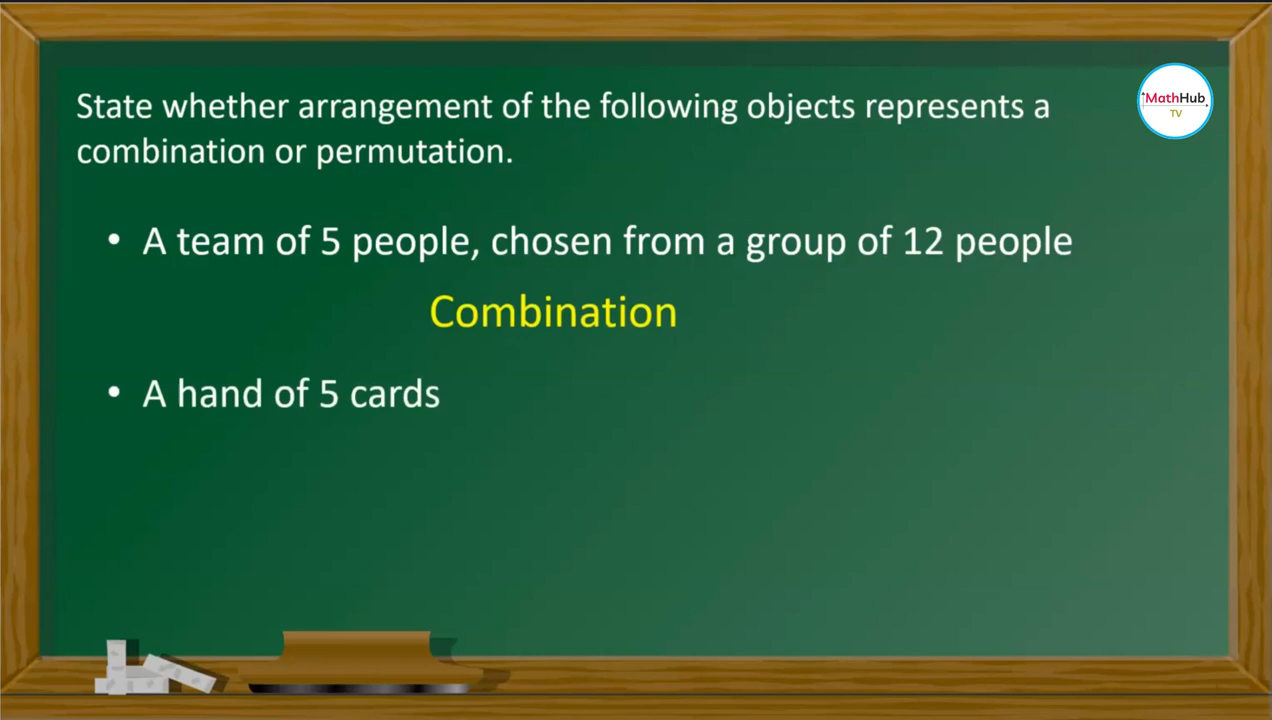 State whether arrangement of the following objects represents a
combination or permutation.
MathHub
TV
• A team of 5 people, chosen from a group of 12 people
Combination
• A hand of 5 cards